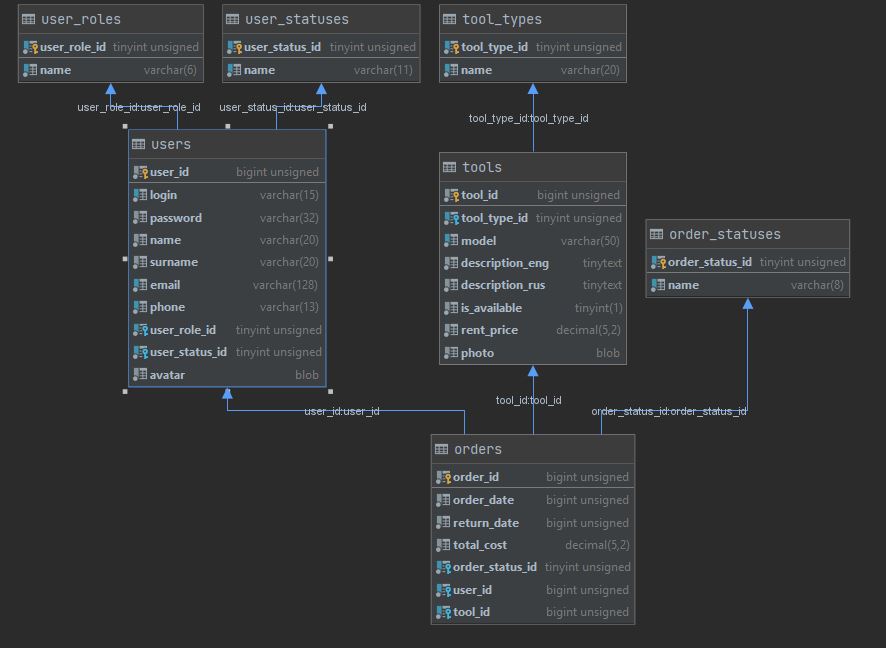 user_roles
user_role_id tinyint unsigned
name varchar(6)
user_statuses
user_status_id tinyint unsigned
name varchar(11)
tool_types
tool_type_id tinyint unsigned
name varchar(20)
user_role_id:user_role_id
user_status_id:user_status_id
tool_type_id:tool_type_id
users
user_id bigint unsigned
login varchar(15)
password varchar(32)
name varchar(20)
surname varchar(20)
email varchar(128)
phone varchar(13)
user_role_id tinyint unsigned
user_status_id tinyint unsigned
avatar blob
tools
tool_id bigint unsigned
tool_type_id tinyint unsigned
model varchar(50)
description_eng tinytext
description_rus tinytext
is_available tinyint(1)
rent_price decimal(5,2)
photo blob
order_statuses
order_status_id tinyint unsigned
name varchar(8)
user_id:user_id
tool_id:tool_id
order_status_id:order_status_id
orders
order_id bigint unsigned
order_date bigint unsigned
return_date bigint unsigned
total_cost decimal(5,2)
order_status_id tinyint unsigned
user_id bigint unsigned
tool_id bigint unsigned